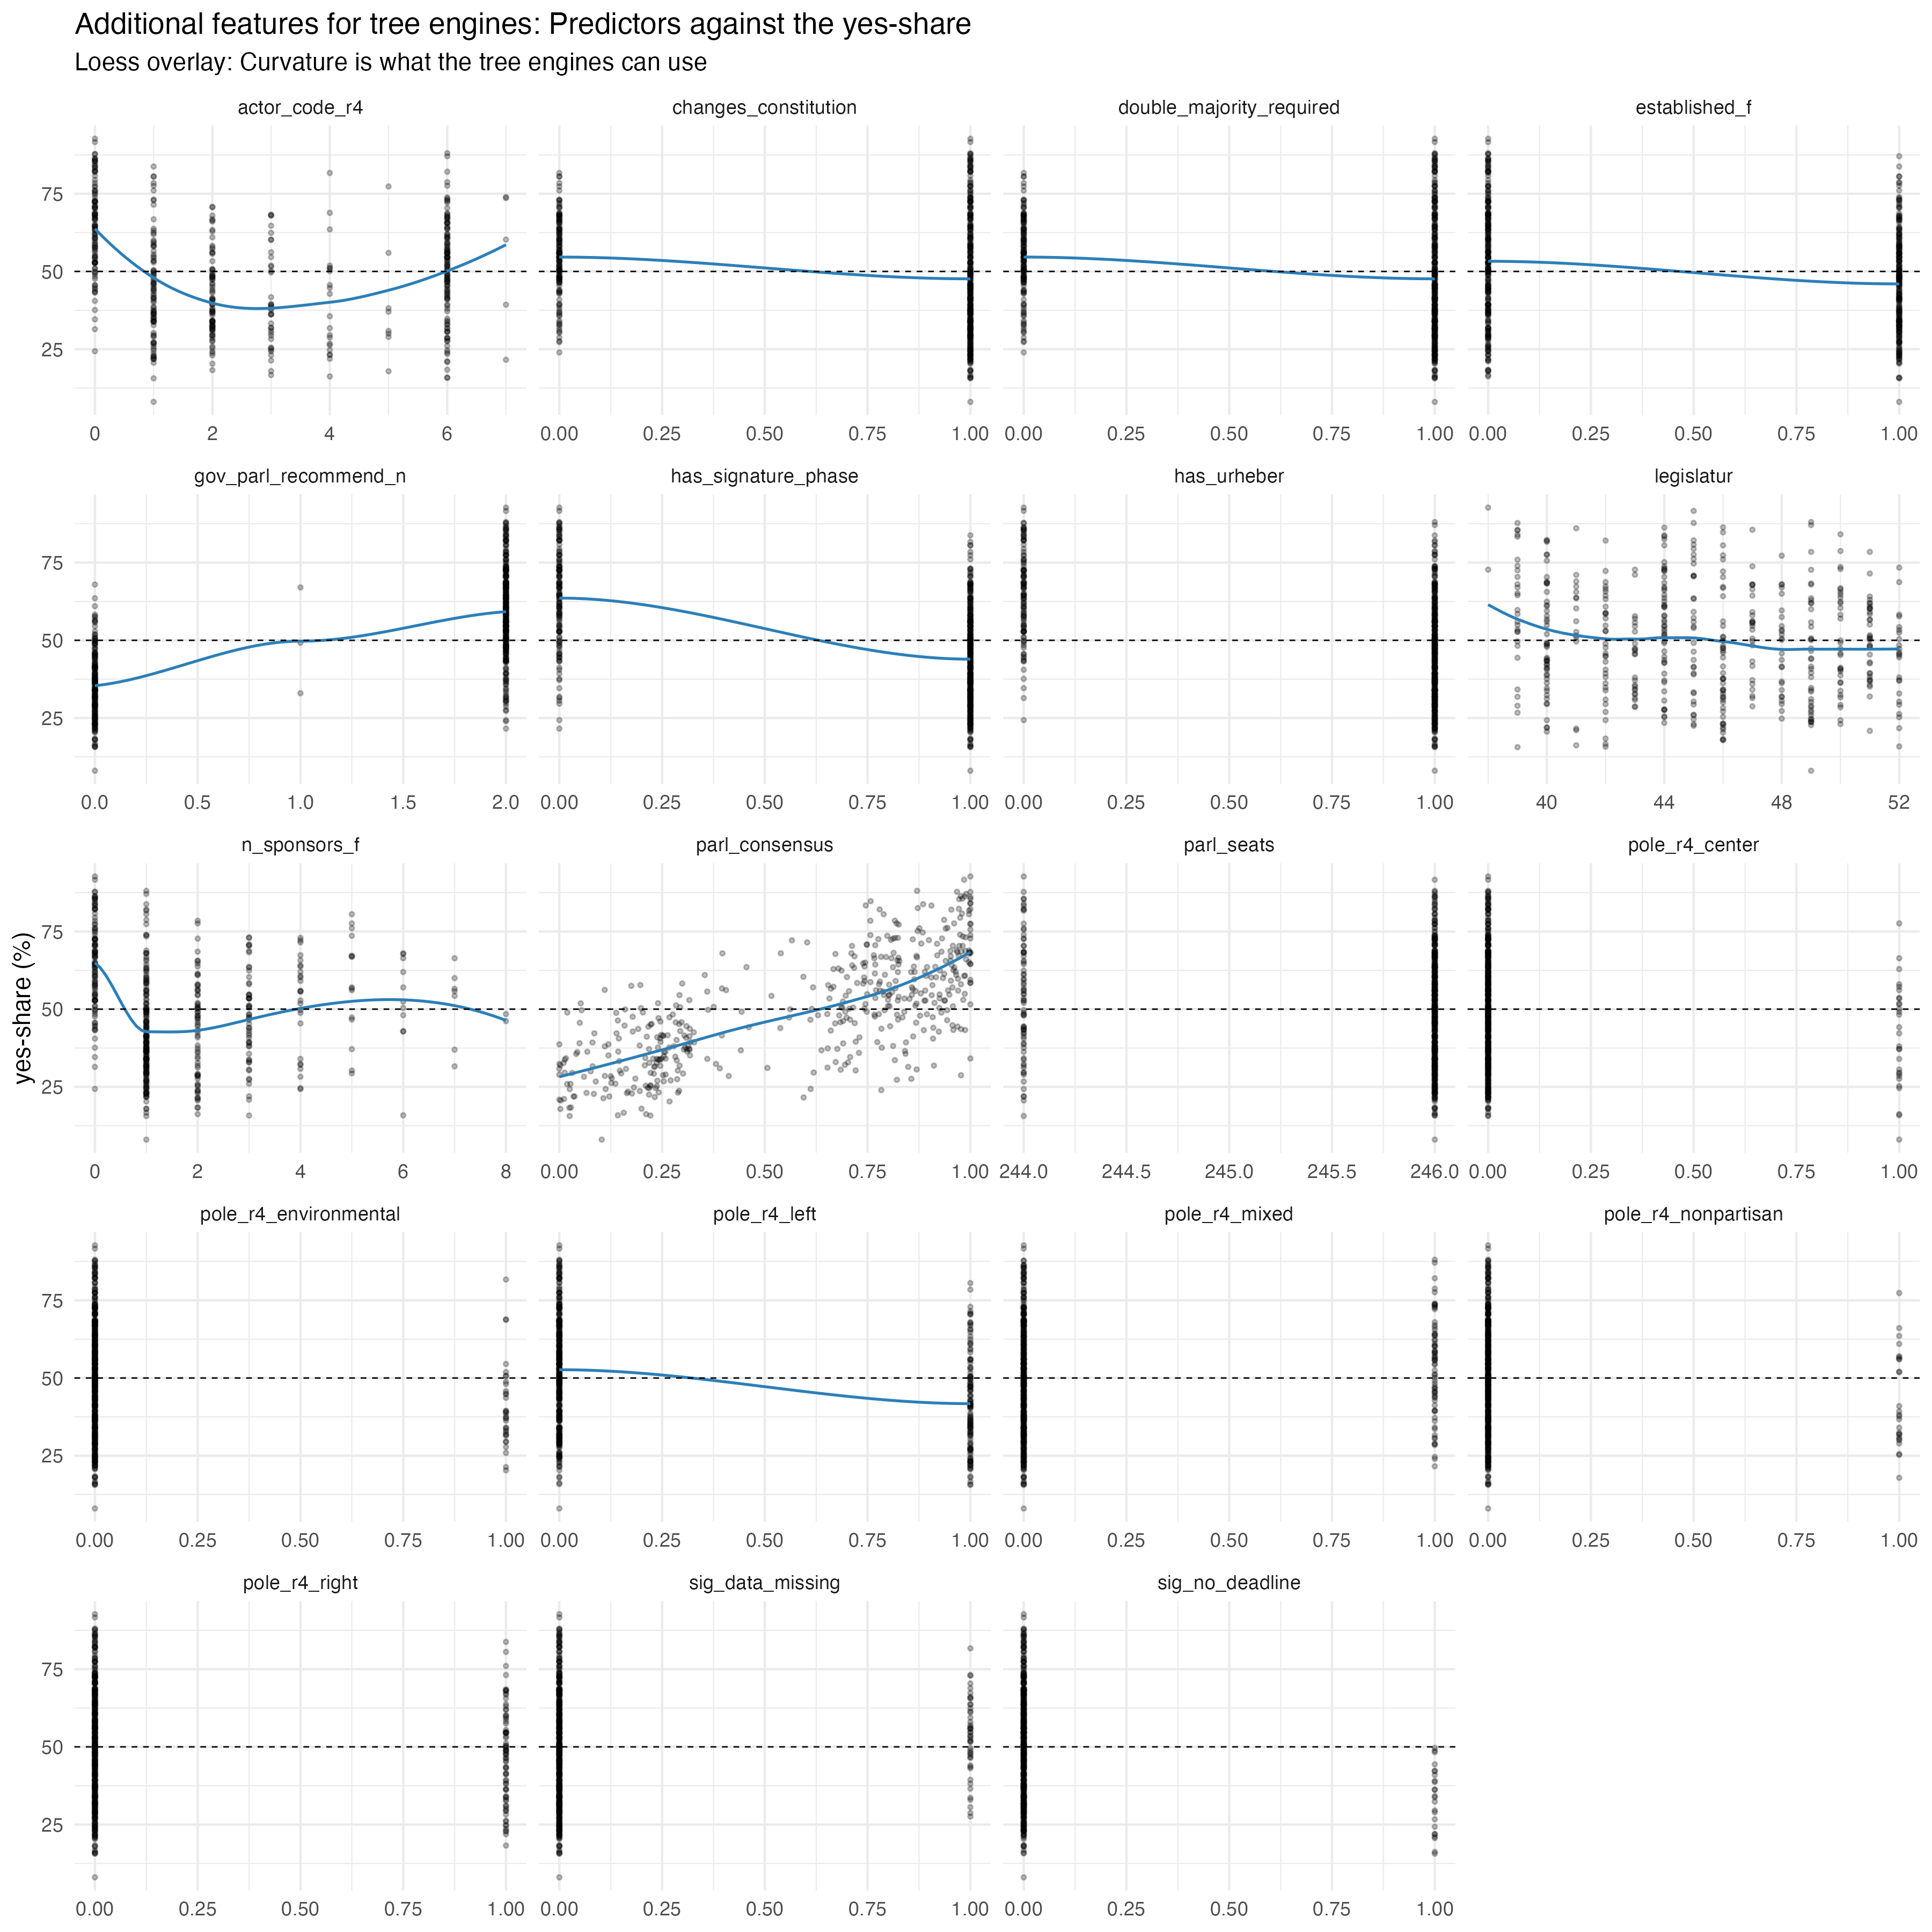 Additional features for tree engines: Predictors against the yes-share
Loess overlay: Curvature is what the tree engines can use
actor_code_r4 changes_constitution double_majority_required established_f
75
50
25
0 2 4 6 0.00 0.25 0.50 0.75 1.00 0.00 0.25 0.50 0.75 1.00 0.00 0.25 0.50 0.75 1.00
gov_parl_recommend_n has_signature_phase has_urheber legislatur
75
50
25
0.0 0.5 1.0 1.5 2.0 0.00 0.25 0.50 0.75 1.00 0.00 0.25 0.50 0.75 1.00 40 44 48 52
n_sponsors_f parl_consensus parl_seats pole_r4_center
yes-share (%)
75
50
25
0 2 4 6 8 0.00 0.25 0.50 0.75 1.00 244.0 244.5 245.0 245.5 246.0 0.00 0.25 0.50 0.75 1.00
pole_r4_environmental pole_r4_left pole_r4_mixed pole_r4_nonpartisan
75
50
25
0.00 0.25 0.50 0.75 1.00 0.00 0.25 0.50 0.75 1.00 0.00 0.25 0.50 0.75 1.00 0.00 0.25 0.50 0.75 1.00
pole_r4_right sig_data_missing sig_no_deadline
75
50
25
0.00 0.25 0.50 0.75 1.00 0.00 0.25 0.50 0.75 1.00 0.00 0.25 0.50 0.75 1.00